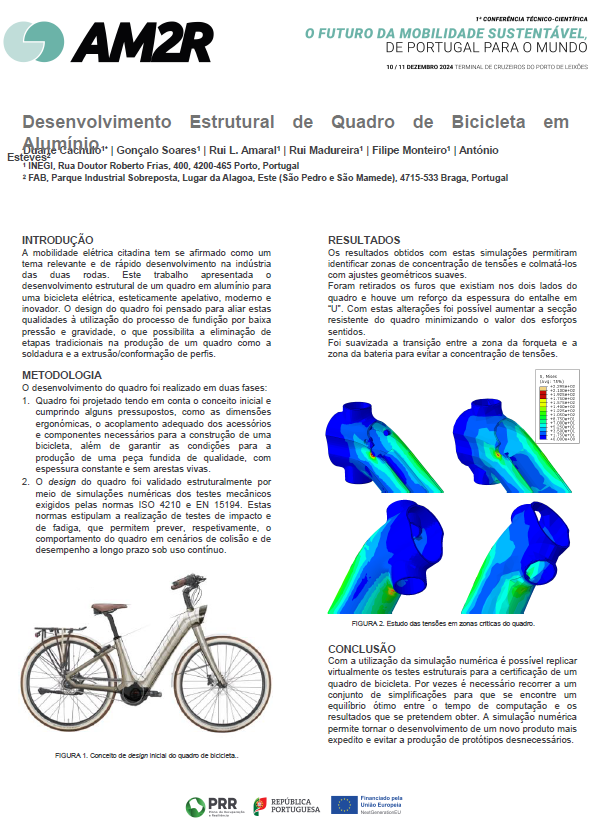 AM2R
1ª CONFERÊNCIA TÉCNICO-CIENTÍFICA
O FUTURO DA MOBILIDADE SUSTENTÁVEL,
DE PORTUGAL PARA O MUNDO
10 / 11 DEZEMBRO 2024 TERMINAL DE CRUZEIROS DO PORTO DE LEIXÕES
Desenvolvimento Estrutural de Quadro de Bicicleta em
Alumínio
Duarte Cachulo¹* | Gonçalo Soares¹ | Rui L. Amaral¹ | Rui Madureira¹ | Filipe Monteiro¹ | António
Esteves²
¹ INEGI, Rua Doutor Roberto Frias, 400, 4200-465 Porto, Portugal
² FAB, Parque Industrial Sobreposta, Lugar da Alagoa, Este (São Pedro e São Mamede), 4715-533 Braga, Portugal
INTRODUÇÃO
A mobilidade elétrica citadina tem se afirmado como um
tema relevante e de rápido desenvolvimento na indústria
das duas rodas. Este trabalho apresentada o
desenvolvimento estrutural de um quadro em alumínio para
uma bicicleta elétrica, esteticamente apelativo, moderno e
inovador. O design do quadro foi pensado para aliar estas
qualidades à utilização do processo de fundição por baixa
pressão e gravidade, o que possibilita a eliminação de
etapas tradicionais na produção de um quadro como a
soldadura e a extrusão/conformação de perfis.
METODOLOGIA
O desenvolvimento do quadro foi realizado em duas fases:
1. Quadro foi projetado tendo em conta o conceito inicial e
cumprindo alguns pressupostos, como as dimensões
ergonómicas, o acoplamento adequado dos acessórios
e componentes necessários para a construção de uma
bicicleta, além de garantir as condições para a
produção de uma peça fundida de qualidade, com
espessura constante e sem arestas vivas.
2. O design do quadro foi validado estruturalmente por
meio de simulações numéricas dos testes mecânicos
exigidos pelas normas ISO 4210 e EN 15194. Estas
normas estipulam a realização de testes de impacto e
de fadiga, que permitem prever, respetivamente, o
comportamento do quadro em cenários de colisão e de
desempenho a longo prazo sob uso contínuo.
FIGURA 1. Conceito de design inicial do quadro de bicicleta..
RESULTADOS
Os resultados obtidos com estas simulações permitiram
identificar zonas de concentração de tensões e colmatá-los
com ajustes geométricos suaves.
Foram retirados os furos que existiam nos dois lados do
quadro e houve um reforço da espessura do entalhe em
“U”. Com estas alterações foi possível aumentar a secção
resistente do quadro minimizando o valor dos esforços
sentidos.
Foi suavizada a transição entre a zona da forqueta e a
zona da bateria para evitar a concentração de tensões.
S, Mises
(Avg: 75%)
FIGURA 2. Estudo das tensões em zonas críticas do quadro.
CONCLUSÃO
Com a utilização da simulação numérica é possível replicar
virtualmente os testes estruturais para a certificação de um
quadro de bicicleta. Por vezes é necessário recorrer a um
conjunto de simplificações para que se encontre um
equilíbrio ótimo entre o tempo de computação e os
resultados que se pretendem obter. A simulação numérica
permite tornar o desenvolvimento de um novo produto mais
expedito e evitar a produção de protótipos desnecessários.
PRR
Plano de Recuperação
e Resiliência
REPÚBLICA
PORTUGUESA
Financiado pela
União Europeia
NextGenerationEU